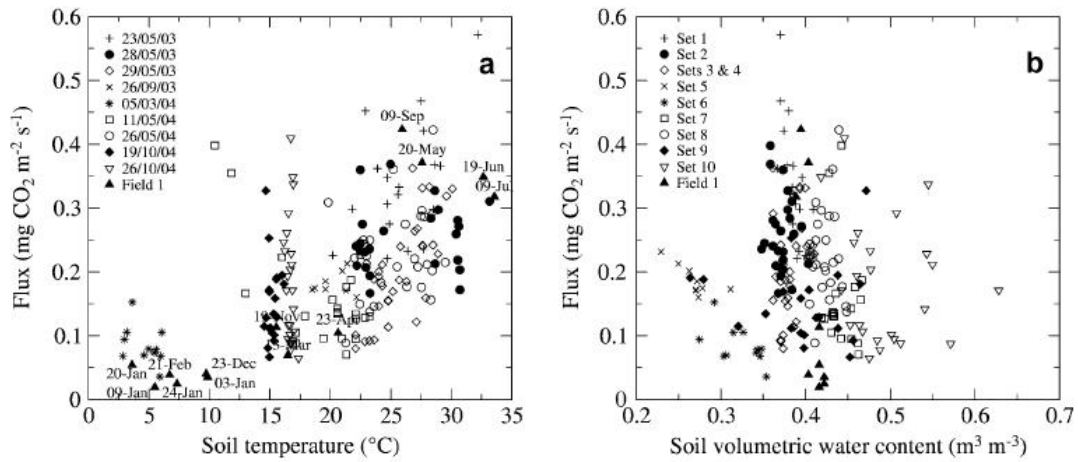 Flux (mg CO₂ m⁻² s⁻¹)
0.6
0.5
0.4
0.3
0.2
0.1
0
a
23/05/03
28/05/03
29/05/03
26/09/03
05/03/04
11/05/04
26/05/04
19/10/04
26/10/04
Field 1
09-Sep
20-May
19-Jun
09-Jul
23-Apr
20-Jan
21-Feb
23-Dec
09-Jan
24-Jan
03-Jan
0 5 10 15 20 25 30 35
Soil temperature (°C)
Flux (mg CO₂ m⁻² s⁻¹)
0.6
0.5
0.4
0.3
0.2
0.1
0
b
Set 1
Set 2
Sets 3 & 4
Set 5
Set 6
Set 7
Set 8
Set 9
Set 10
Field 1
0.2 0.3 0.4 0.5 0.6 0.7
Soil volumetric water content (m³ m⁻³)